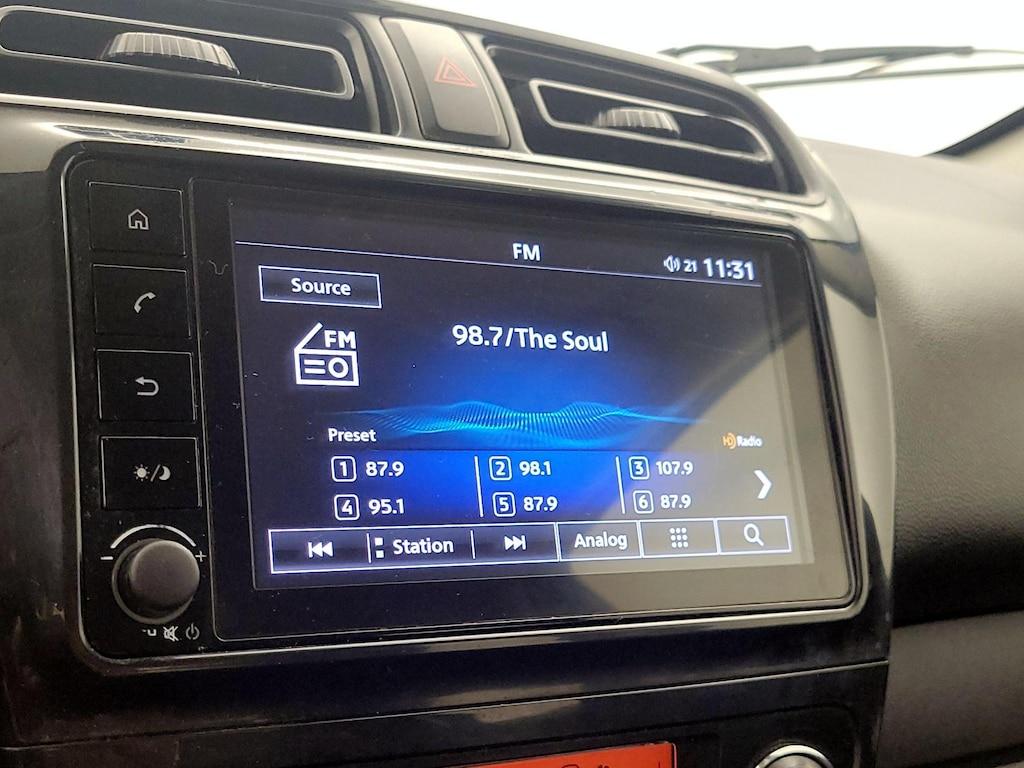 FM
21 11:31
Source
FM
98.7/The Soul
Preset
HD Radio
1 87.9 2 98.1 3 107.9
4 95.1 5 87.9 6 87.9
Station Analog
- +